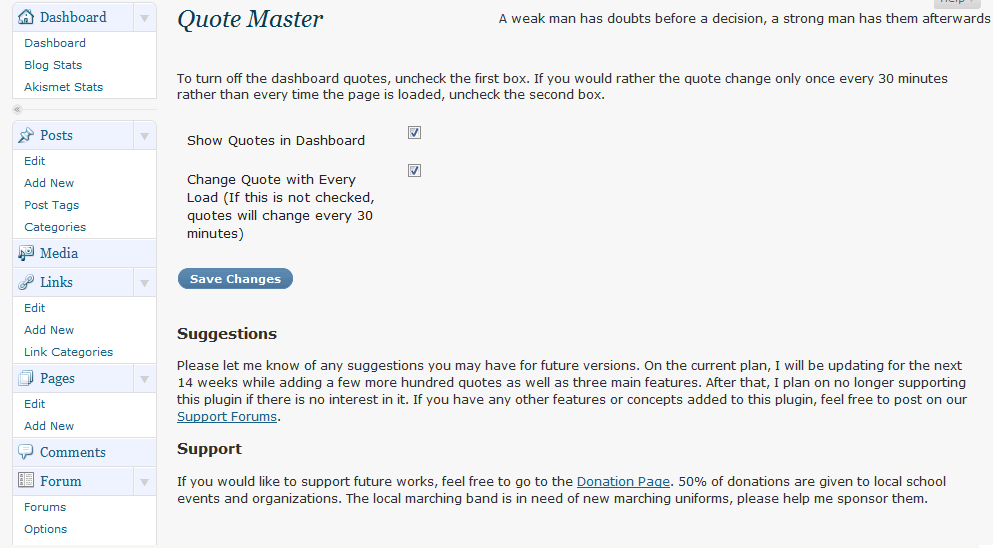 Dashboard
Dashboard
Blog Stats
Akismet Stats
Posts
Edit
Add New
Post Tags
Categories
Media
Links
Edit
Add New
Link Categories
Pages
Edit
Add New
Comments
Forum
Forums
Options
Help
Quote Master
A weak man has doubts before a decision, a strong man has them afterwards
To turn off the dashboard quotes, uncheck the first box. If you would rather the quote change only once every 30 minutes
rather than every time the page is loaded, uncheck the second box.
Show Quotes in Dashboard
Change Quote with Every
Load (If this is not checked,
quotes will change every 30
minutes)
Save Changes
Suggestions
Please let me know of any suggestions you may have for future versions. On the current plan, I will be updating for the next
14 weeks while adding a few more hundred quotes as well as three main features. After that, I plan on no longer supporting
this plugin if there is no interest in it. If you have any other features or concepts added to this plugin, feel free to post on our
Support Forums.
Support
If you would like to support future works, feel free to go to the Donation Page. 50% of donations are given to local school
events and organizations. The local marching band is in need of new marching uniforms, please help me sponsor them.